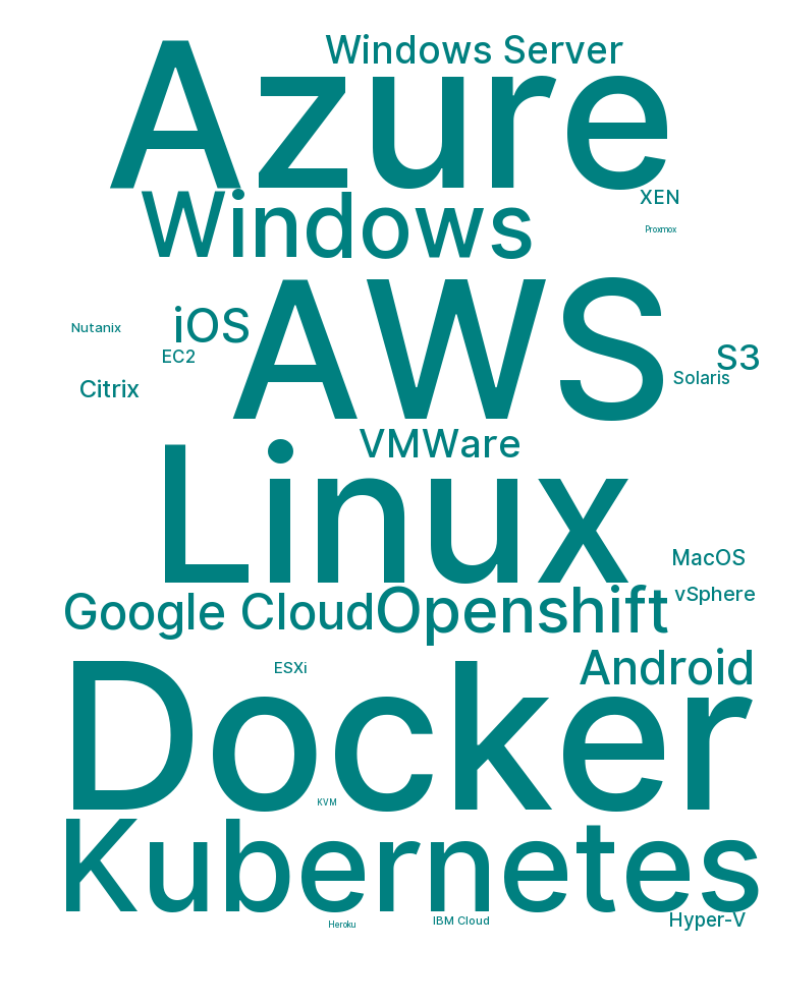 Windows Server
Azure
XEN
Windows
Proxmox
AWS
iOS
Nutanix
EC2
S3
Solaris
Citrix
VMWare
Linux
MacOS
vSphere
Google Cloud
Openshift
ESXi
Android
Docker
KVM
Kubernetes
Heroku
IBM Cloud
Hyper-V